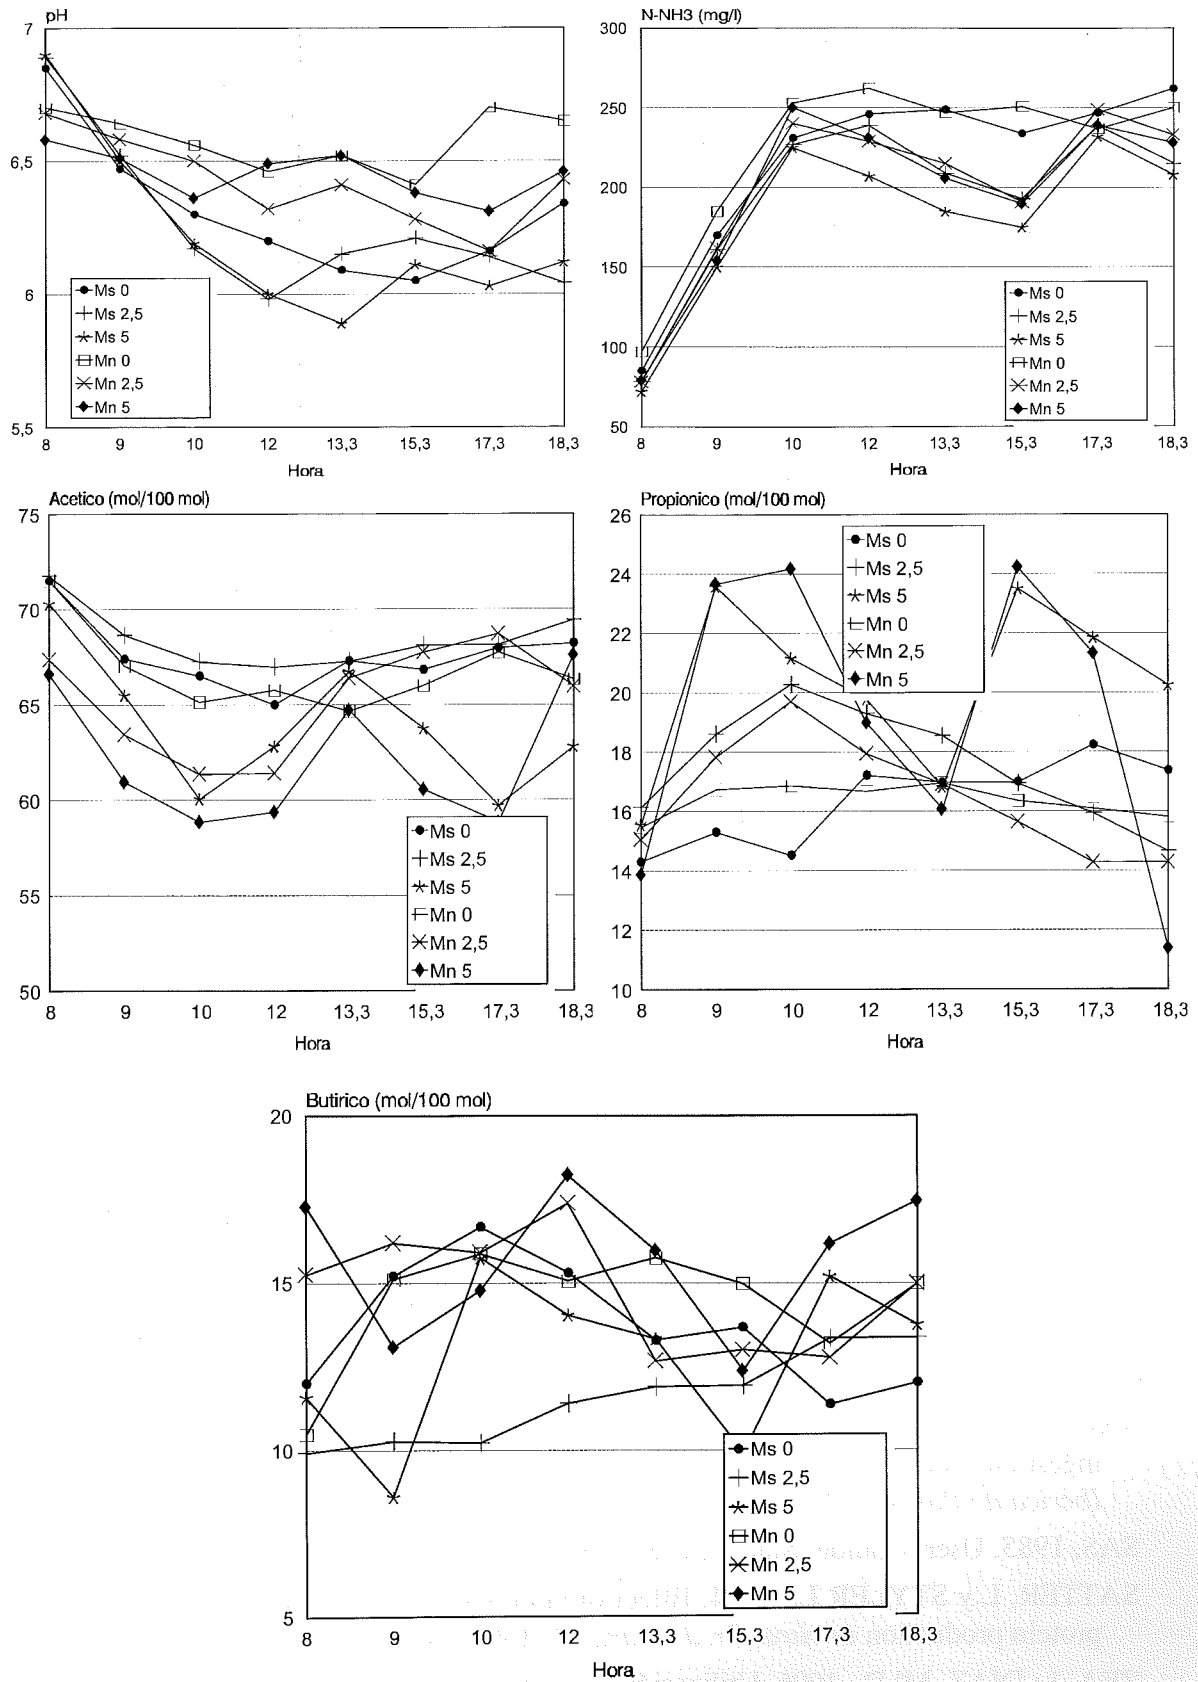 pH
7
6,5
6
5,5
Ms 0
Ms 2,5
Ms 5
Mn 0
Mn 2,5
Mn 5
8 9 10 12 13,3 15,3 17,3 18,3
Hora
N-NH3 (mg/l)
300
250
200
150
100
50
Ms 0
Ms 2,5
Ms 5
Mn 0
Mn 2,5
Mn 5
8 9 10 12 13,3 15,3 17,3 18,3
Hora
Acetico (mol/100 mol)
75
70
65
60
55
50
Ms 0
Ms 2,5
Ms 5
Mn 0
Mn 2,5
Mn 5
8 9 10 12 13,3 15,3 17,3 18,3
Hora
Propionico (mol/100 mol)
26
24
22
20
18
16
14
12
10
Ms 0
Ms 2,5
Ms 5
Mn 0
Mn 2,5
Mn 5
8 9 10 12 13,3 15,3 17,3 18,3
Hora
Butirico (mol/100 mol)
20
15
10
5
Ms 0
Ms 2,5
Ms 5
Mn 0
Mn 2,5
Mn 5
8 9 10 12 13,3 15,3 17,3 18,3
Hora